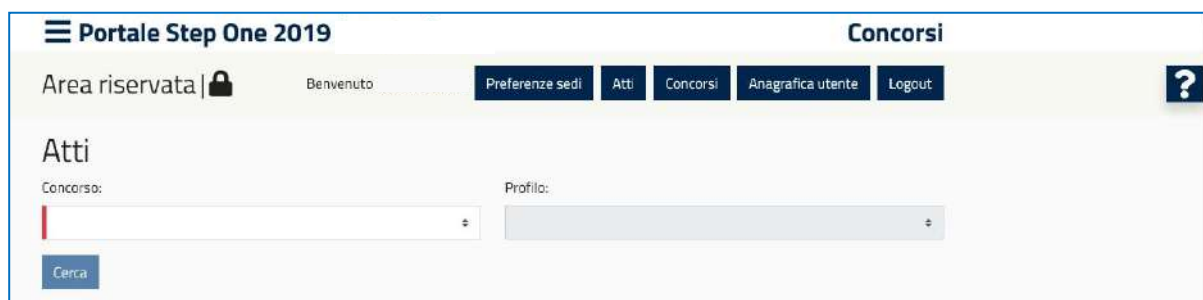 Portale Step One 2019 Concorsi
Area riservata | Benvenuto Preferenze sedi Atti Concorsi Anagrafica utente Logout ?
Atti
Concorso: Profilo:
Cerca